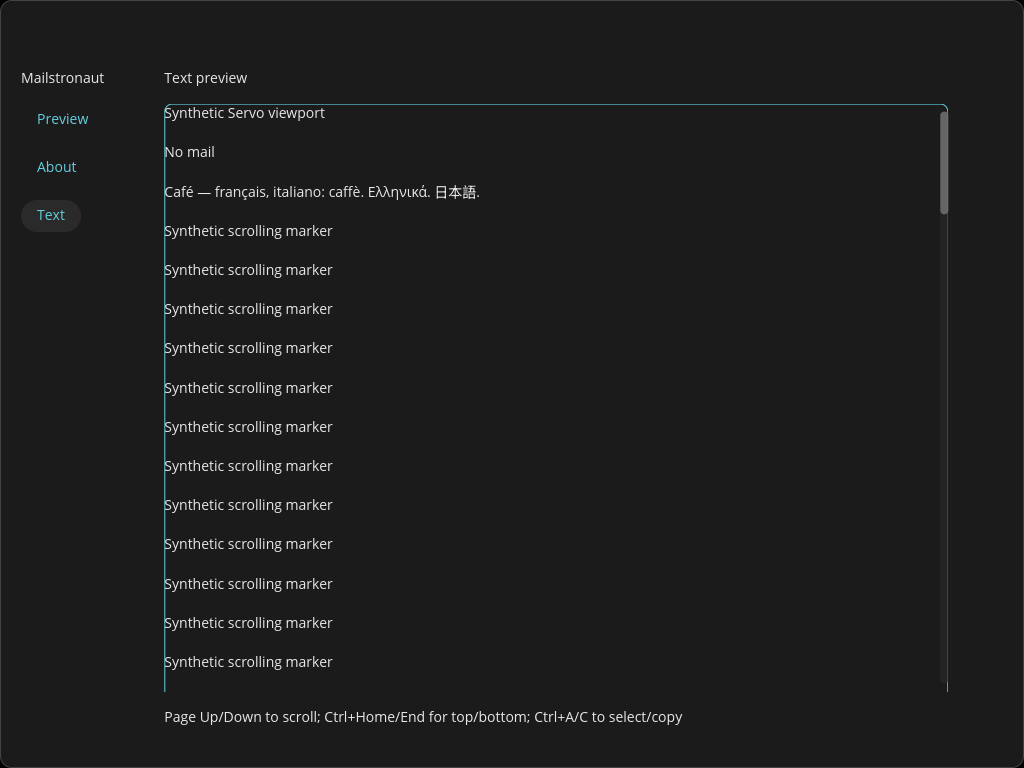 Mailstronaut
Preview
About
Text
Text preview
Synthetic Servo viewport
No mail
Café — français, italiano: caffè. Ελληνικά. 日本語.
Synthetic scrolling marker
Synthetic scrolling marker
Synthetic scrolling marker
Synthetic scrolling marker
Synthetic scrolling marker
Synthetic scrolling marker
Synthetic scrolling marker
Synthetic scrolling marker
Synthetic scrolling marker
Synthetic scrolling marker
Synthetic scrolling marker
Synthetic scrolling marker
Page Up/Down to scroll; Ctrl+Home/End for top/bottom; Ctrl+A/C to select/copy